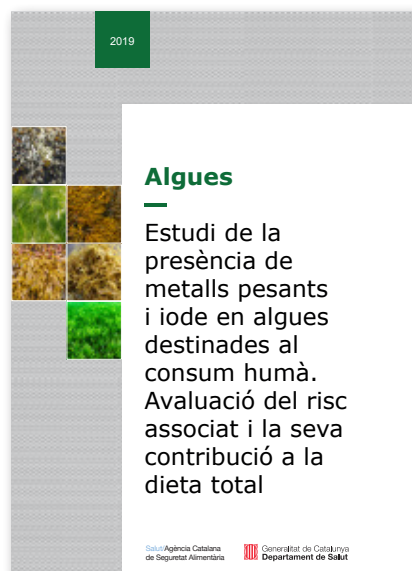 2019
Algues
Estudi de la
presència de
metalls pesants
i iode en algues
destinades al
consum humà.
Avaluació del risc
associat i la seva
contribució a la
dieta total
Salut/Agència Catalana
de Seguretat Alimentària
Generalitat de Catalunya
Departament de Salut